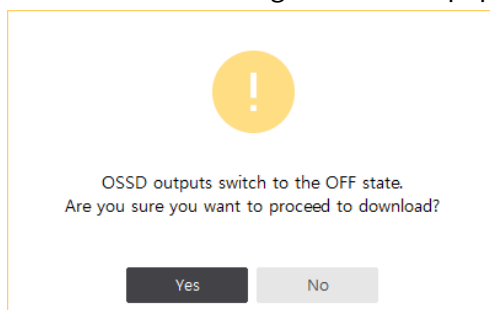 !
OSSD outputs switch to the OFF state.
Are you sure you want to proceed to download?
Yes
No